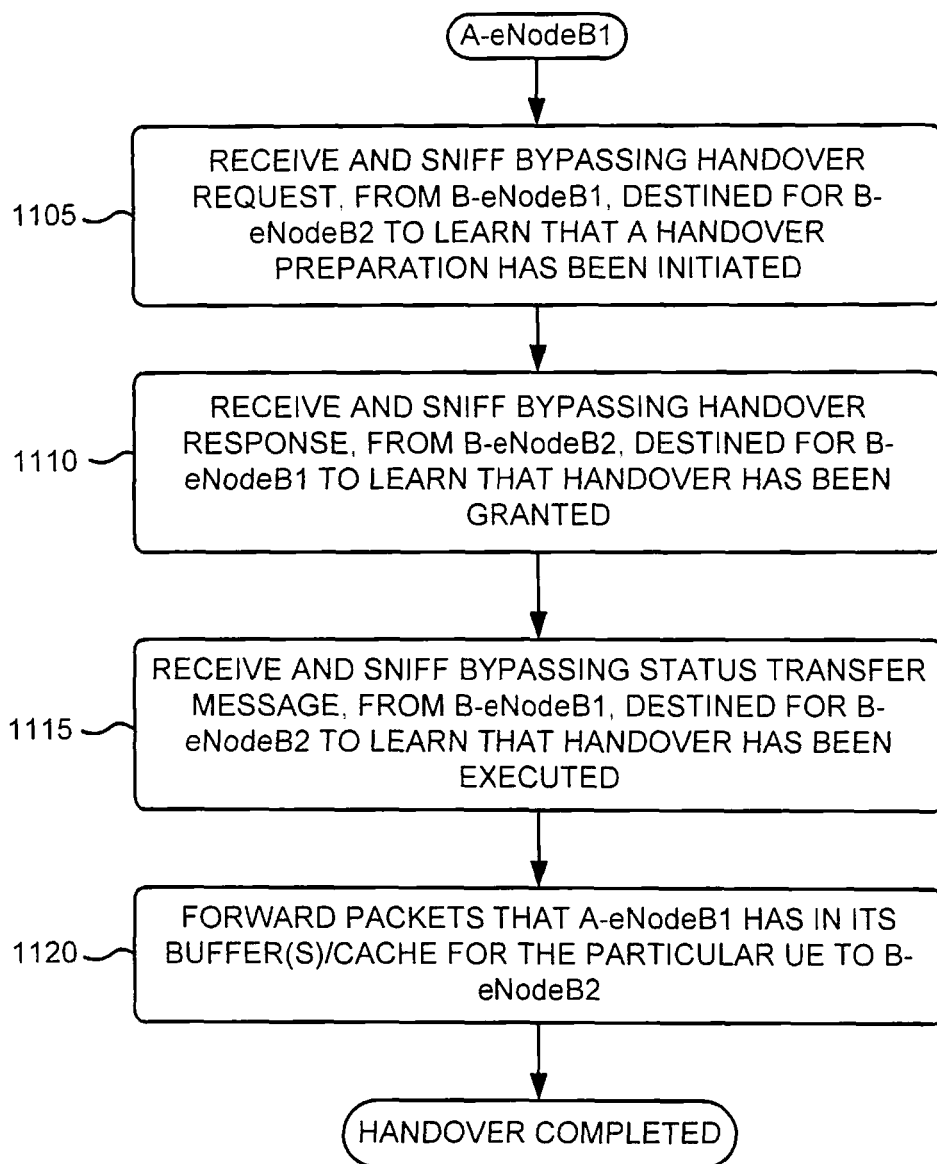 A-eNodeB1
RECEIVE AND SNIFF BYPASSING HANDOVER
REQUEST, FROM B-eNodeB1, DESTINED FOR B-
eNodeB2 TO LEARN THAT A HANDOVER
PREPARATION HAS BEEN INITIATED
1105
RECEIVE AND SNIFF BYPASSING HANDOVER
RESPONSE, FROM B-eNodeB2, DESTINED FOR B-
eNodeB1 TO LEARN THAT HANDOVER HAS BEEN
GRANTED
1110
RECEIVE AND SNIFF BYPASSING STATUS TRANSFER
MESSAGE, FROM B-eNodeB1, DESTINED FOR B-
eNodeB2 TO LEARN THAT HANDOVER HAS BEEN
EXECUTED
1115
FORWARD PACKETS THAT A-eNodeB1 HAS IN ITS
BUFFER(S)/CACHE FOR THE PARTICULAR UE TO B-
eNodeB2
1120
HANDOVER COMPLETED